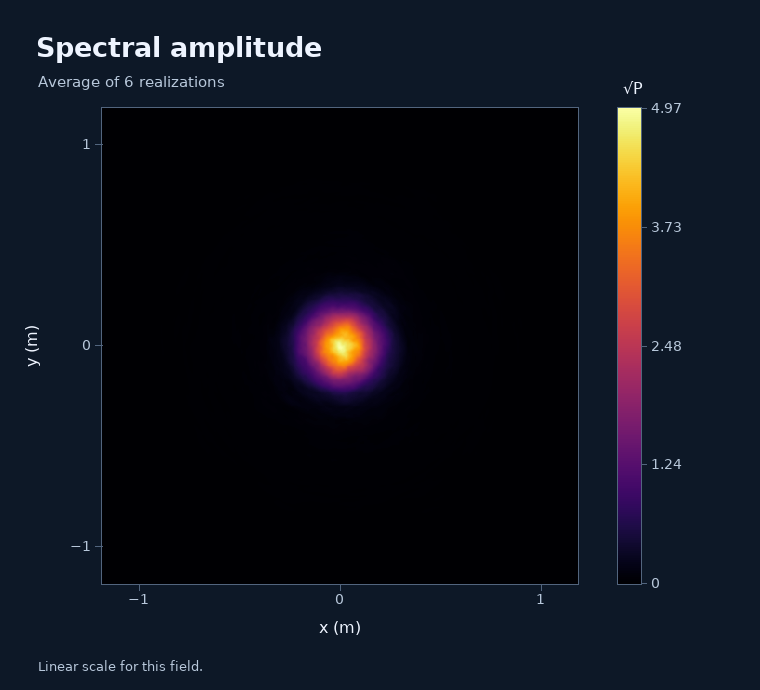 Spectral amplitude
Average of 6 realizations
√P
4.97
3.73
2.48
1.24
0
1
0
−1
y (m)
−1
0
1
x (m)
Linear scale for this field.